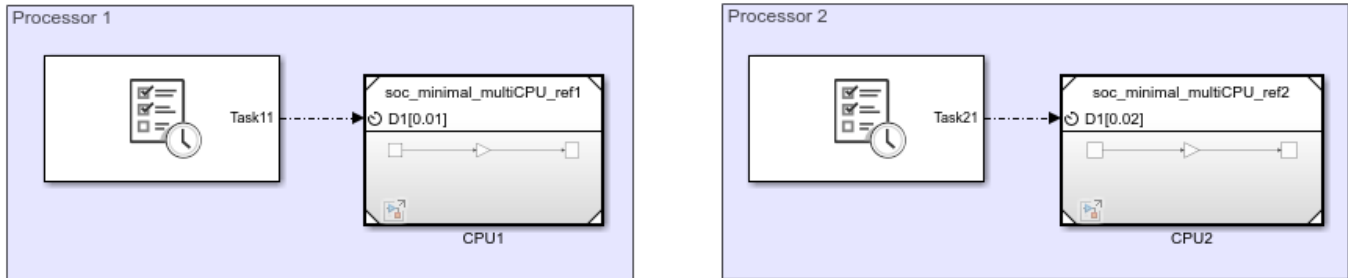 Processor 1
Task11
soc_minimal_multiCPU_ref1
D1[0.01]
CPU1
Processor 2
Task21
soc_minimal_multiCPU_ref2
D1[0.02]
CPU2